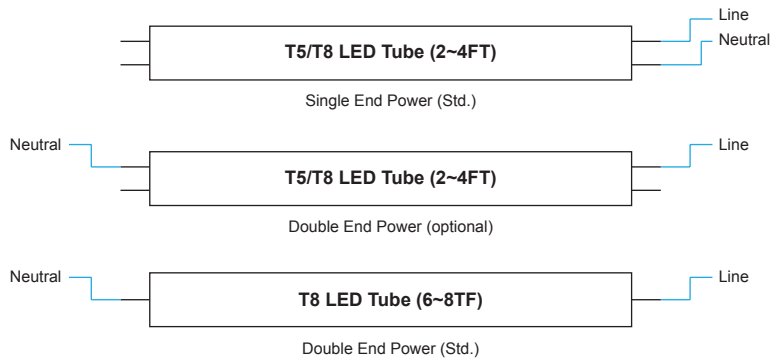 Line
T5/T8 LED Tube (2~4FT)
Neutral
Single End Power (Std.)
Neutral
Line
T5/T8 LED Tube (2~4FT)
Double End Power (optional)
Neutral
Line
T8 LED Tube (6~8TF)
Double End Power (Std.)